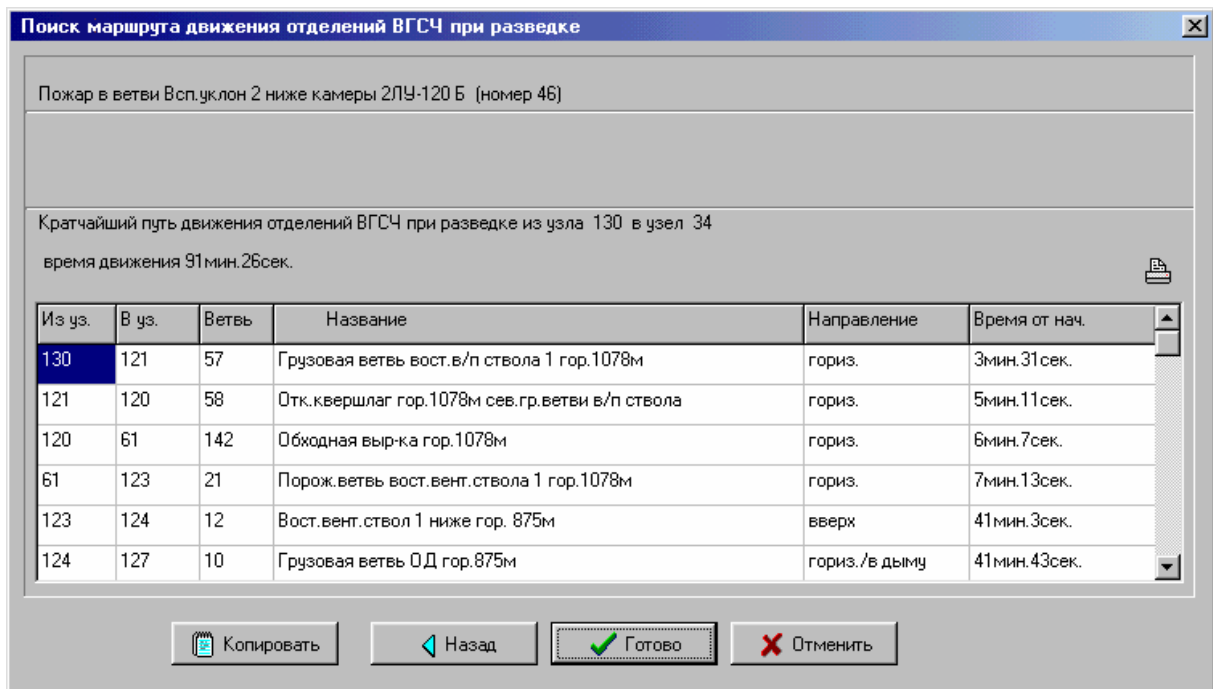 Поиск маршрута движения отделений ВГСЧ при разведке
Пожар в ветви Всп.уклон 2 ниже камеры 2ЛУ-120 Б (номер 46)
Кратчайший путь движения отделений ВГСЧ при разведке из узла 130 в узел 34
время движения 91мин.26сек.
Из уз. В уз. Ветвь Название Направление Время от нач.
130 121 57 Грузовая ветвь вост.в/п ствола 1 гор.1078м гориз. 3мин.31сек.
121 120 58 Отк.квершлаг гор.1078м сев.гр.ветви в/п ствола гориз. 5мин.11сек.
120 61 142 Обходная выр-ка гор.1078м гориз. 6мин.7сек.
61 123 21 Порож.ветвь вост.вент.ствола 1 гор.1078м гориз. 7мин.13сек.
123 124 12 Вост.вент.ствол 1 ниже гор. 875м вверх 41мин.3сек.
124 127 10 Грузовая ветвь ОД гор.875м гориз./в дыму 41мин.43сек.
Копировать Назад Готово Отменить